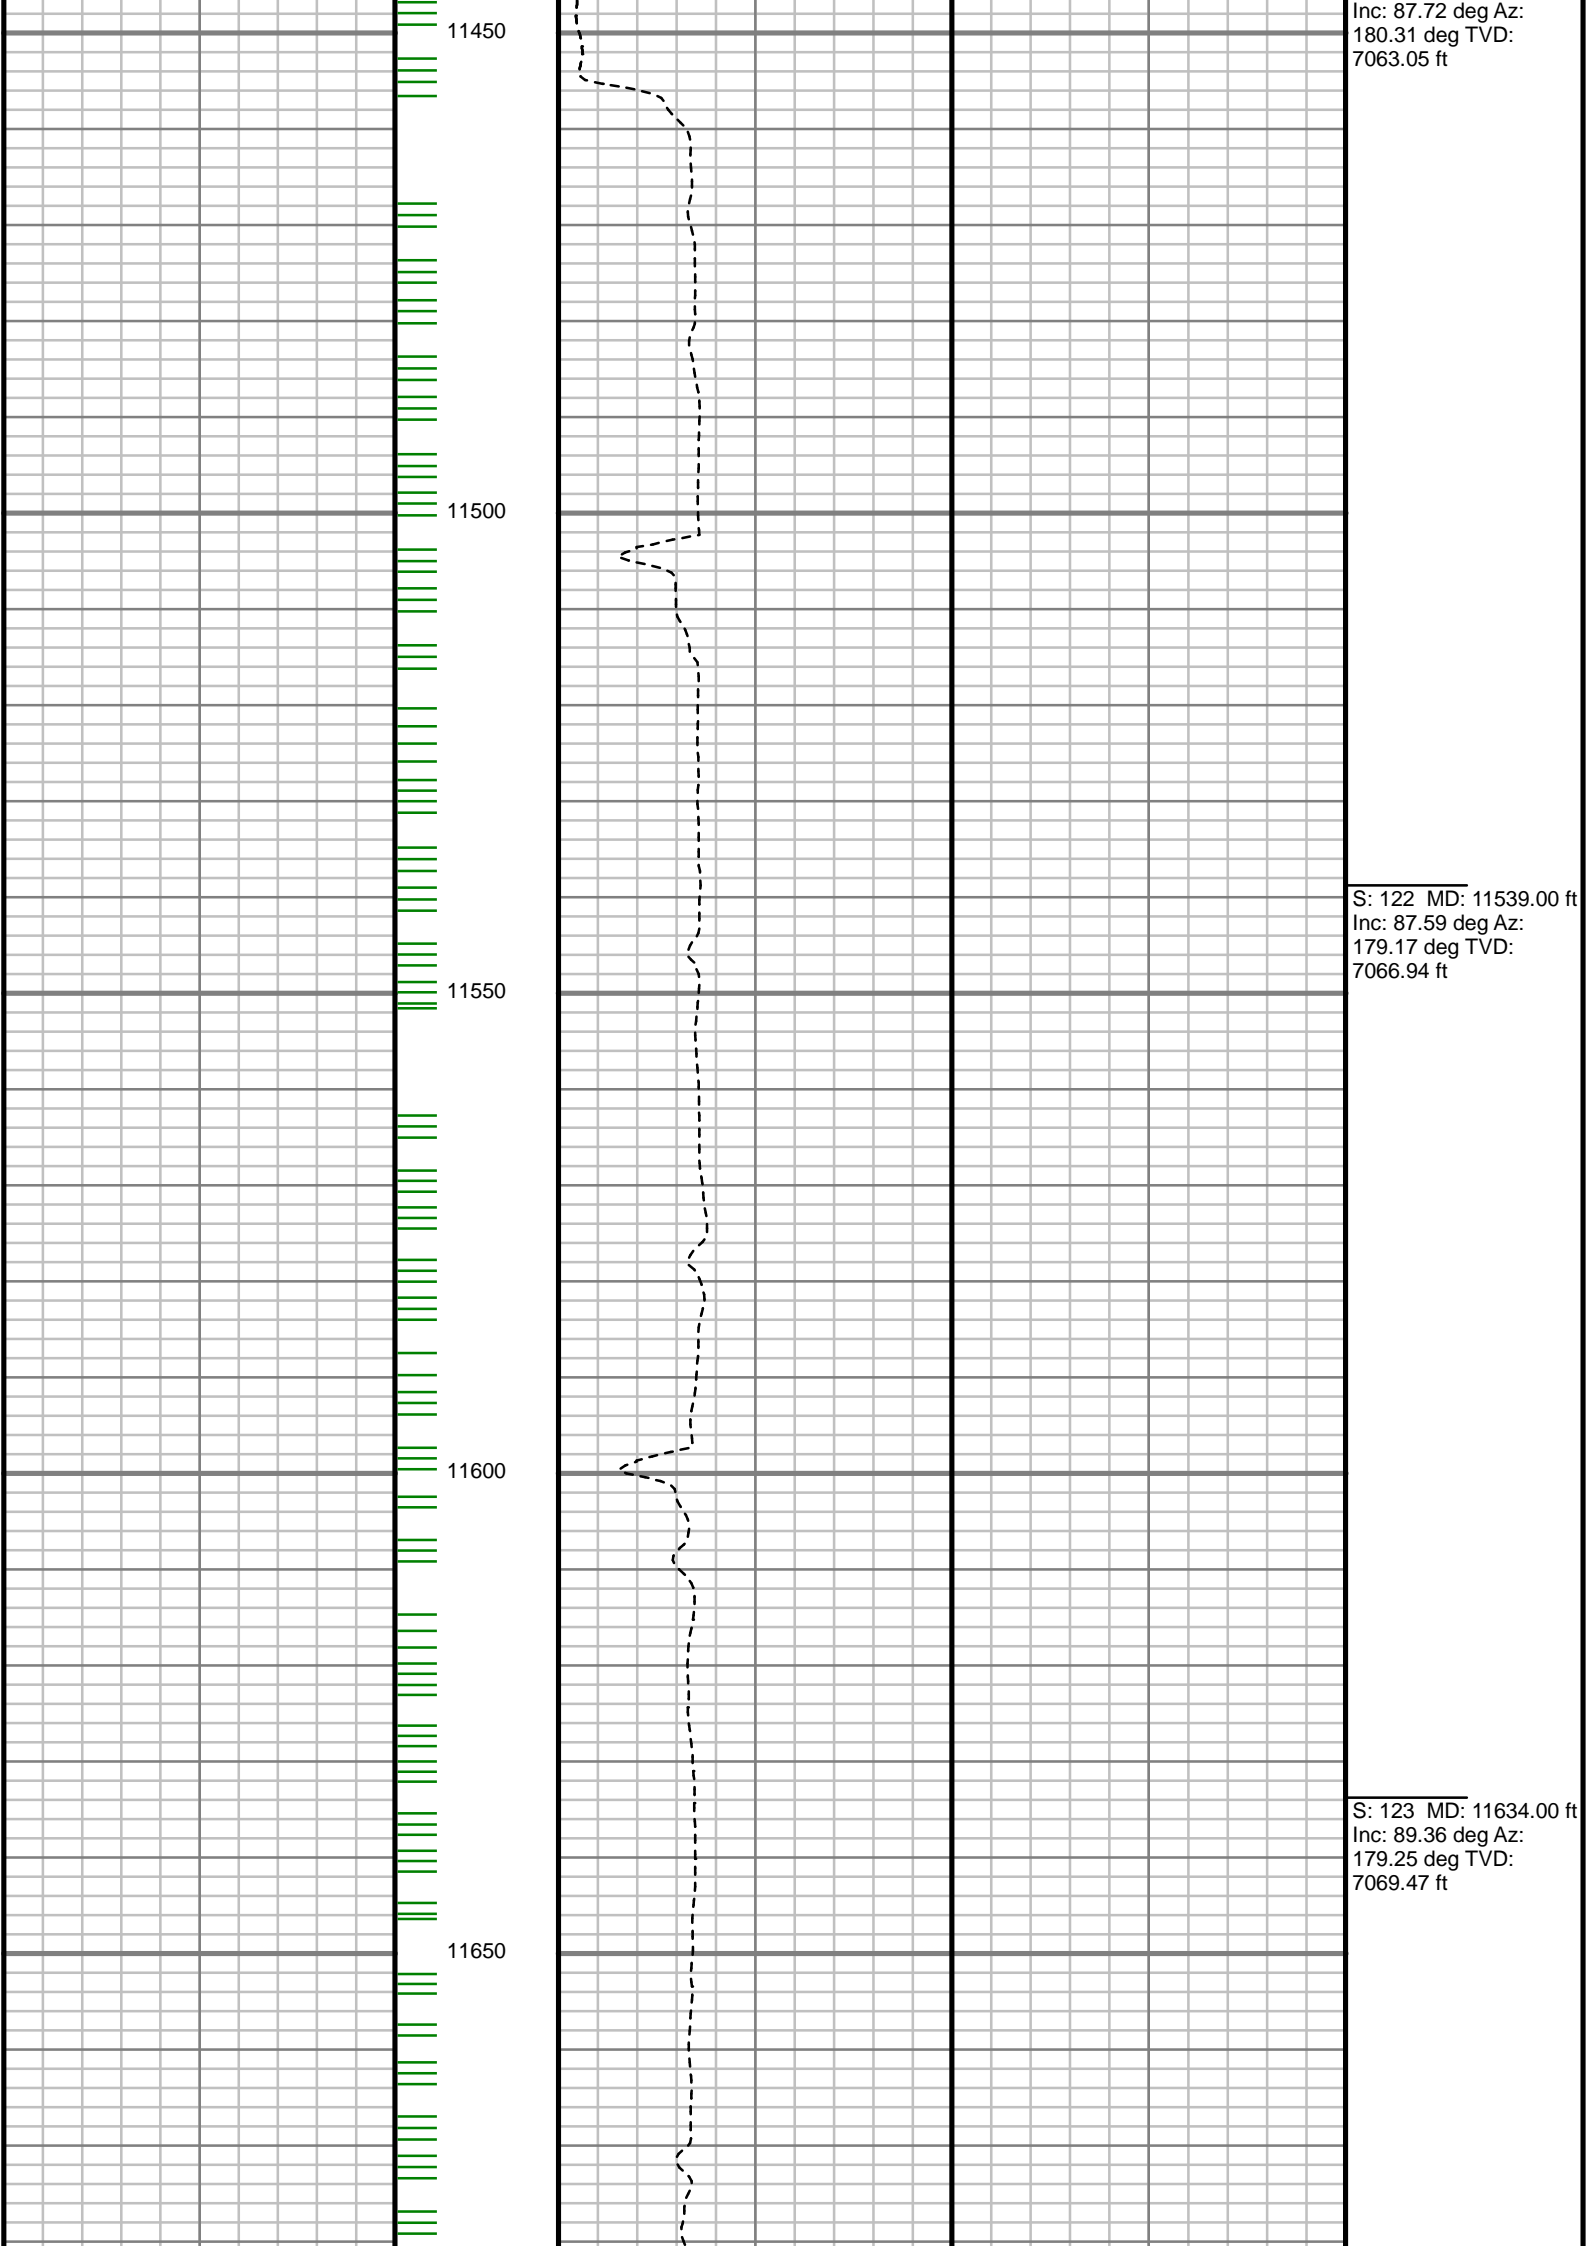 Inc: 87.72 deg Az:
180.31 deg TVD:
7063.05 ft
11450
11500
S: 122 MD: 11539.00 ft
Inc: 87.59 deg Az:
179.17 deg TVD:
7066.94 ft
11550
11600
S: 123 MD: 11634.00 ft
Inc: 89.36 deg Az:
179.25 deg TVD:
7069.47 ft
11650